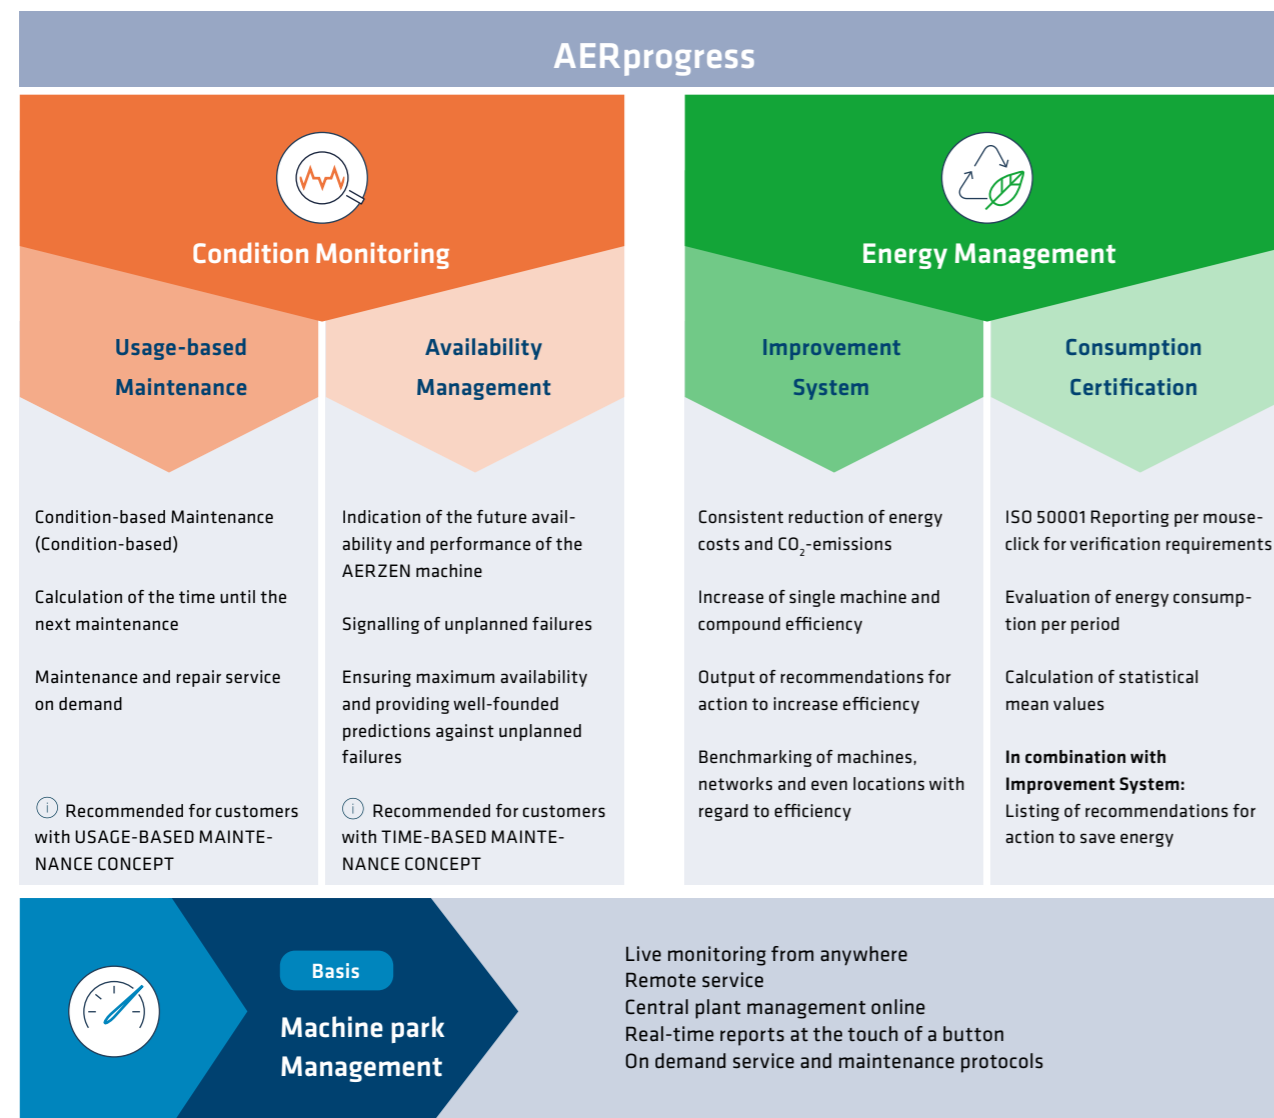 AERprogress
Condition Monitoring
Usage-based
Maintenance
Condition-based Maintenance
(Condition-based)
Calculation of the time until the
next maintenance
Maintenance and repair service
on demand
i Recommended for customers
with USAGE-BASED MAINTE-
NANCE CONCEPT
Availability
Management
Indication of the future avail-
ability and performance of the
AERZEN machine
Signalling of unplanned failures
Ensuring maximum availability
and providing well-founded
predictions against unplanned
failures
i Recommended for customers
with TIME-BASED MAINTE-
NANCE CONCEPT
Energy Management
Improvement
System
Consistent reduction of energy
costs and CO₂-emissions
Increase of single machine and
compound efficiency
Output of recommendations for
action to increase efficiency
Benchmarking of machines,
networks and even locations with
regard to efficiency
Consumption
Certification
ISO 50001 Reporting per mouse-
click for verification requirements
Evaluation of energy consump-
tion per period
Calculation of statistical
mean values
In combination with
Improvement System:
Listing of recommendations for
action to save energy
Basis
Machine park
Management
Live monitoring from anywhere
Remote service
Central plant management online
Real-time reports at the touch of a button
On demand service and maintenance protocols